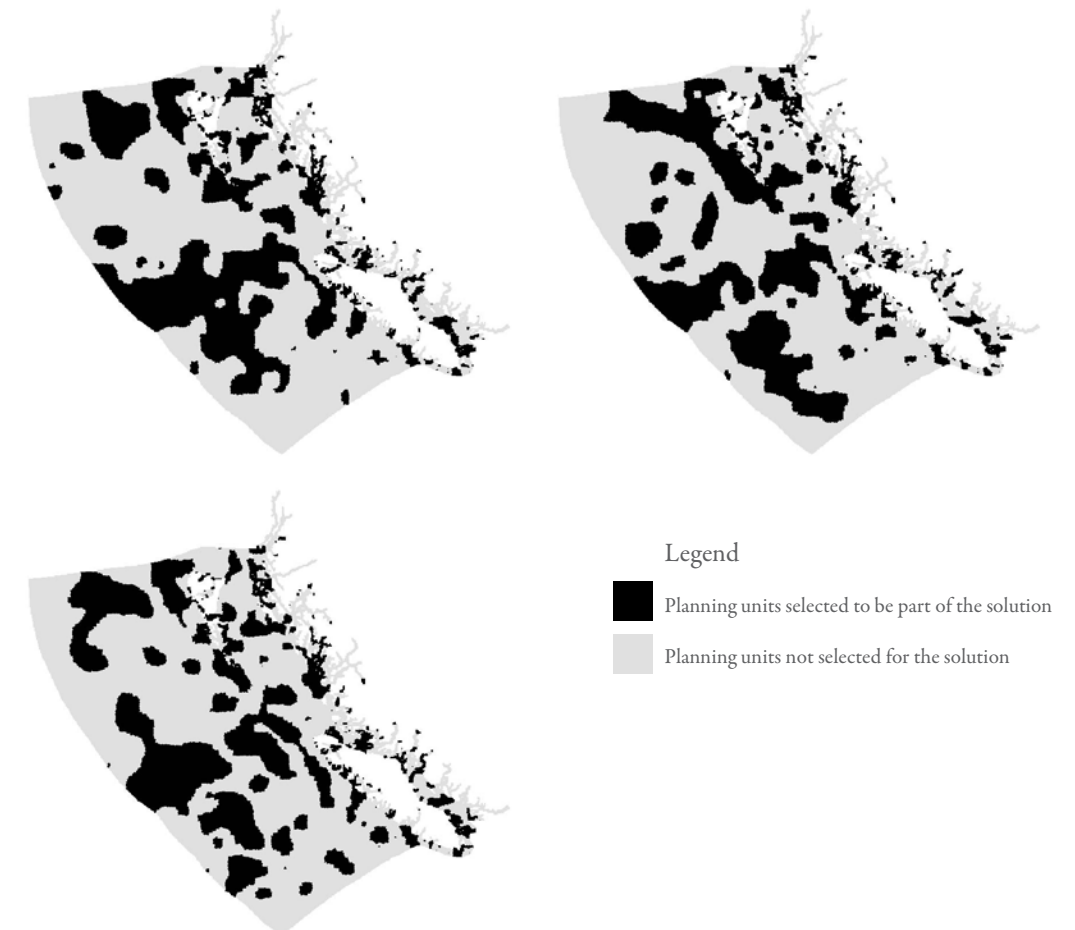 Legend
Planning units selected to be part of the solution
Planning units not selected for the solution